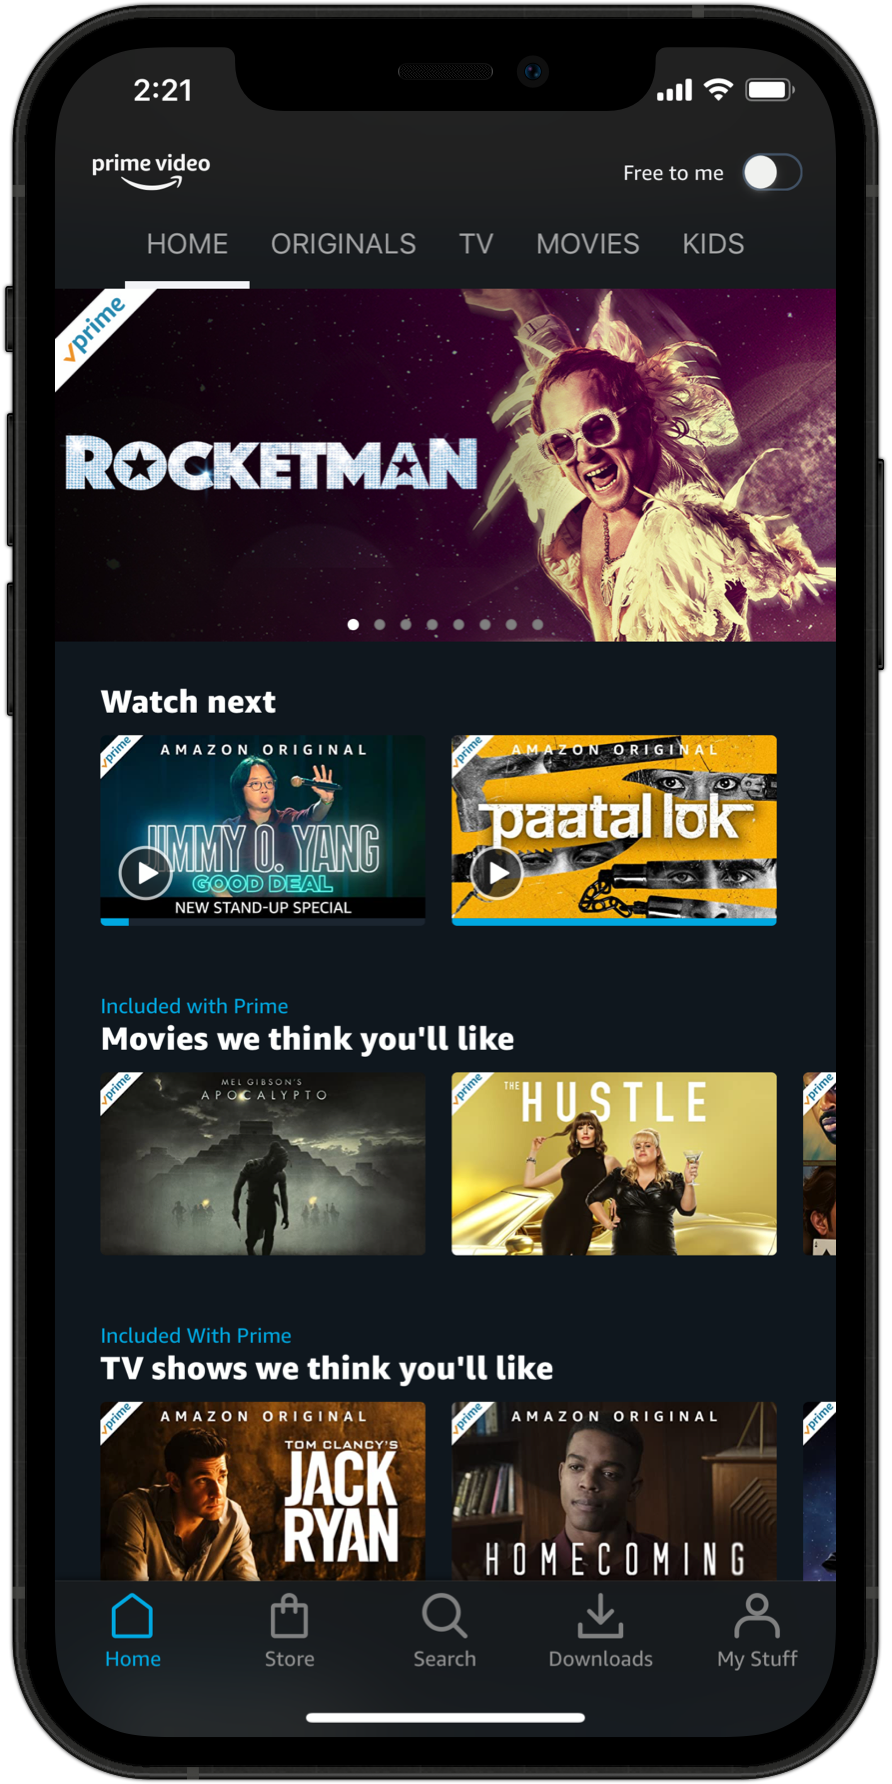 2:21
prime video
Free to me
HOME ORIGINALS TV MOVIES KIDS
prime
ROCKETMAN
Watch next
prime
AMAZON ORIGINAL
JIMMY O. YANG
GOOD DEAL
NEW STAND-UP SPECIAL
prime
AMAZON ORIGINAL
paatal lok
Included with Prime
Movies we think you'll like
prime
MEL GIBSON'S
APOCALYPTO
prime
THE HUSTLE
prime
Included With Prime
TV shows we think you'll like
prime
AMAZON ORIGINAL
TOM CLANCY'S
JACK
RYAN
prime
AMAZON ORIGINAL
HOMECOMING
prime
Home Store Search Downloads My Stuff